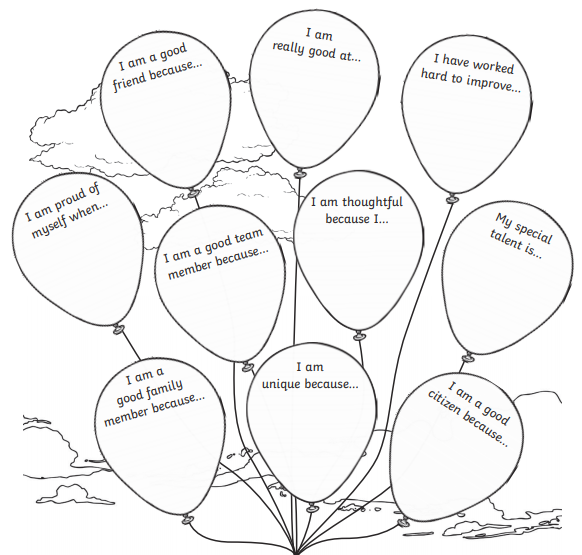 I am a good
friend because...
I am
really good at...
I have worked
hard to improve...
I am proud of
myself when...
I am a good team
member because...
I am thoughtful
because I...
My special
talent is...
I am a
good family
member because...
I am
unique because...
I am a good
citizen because...